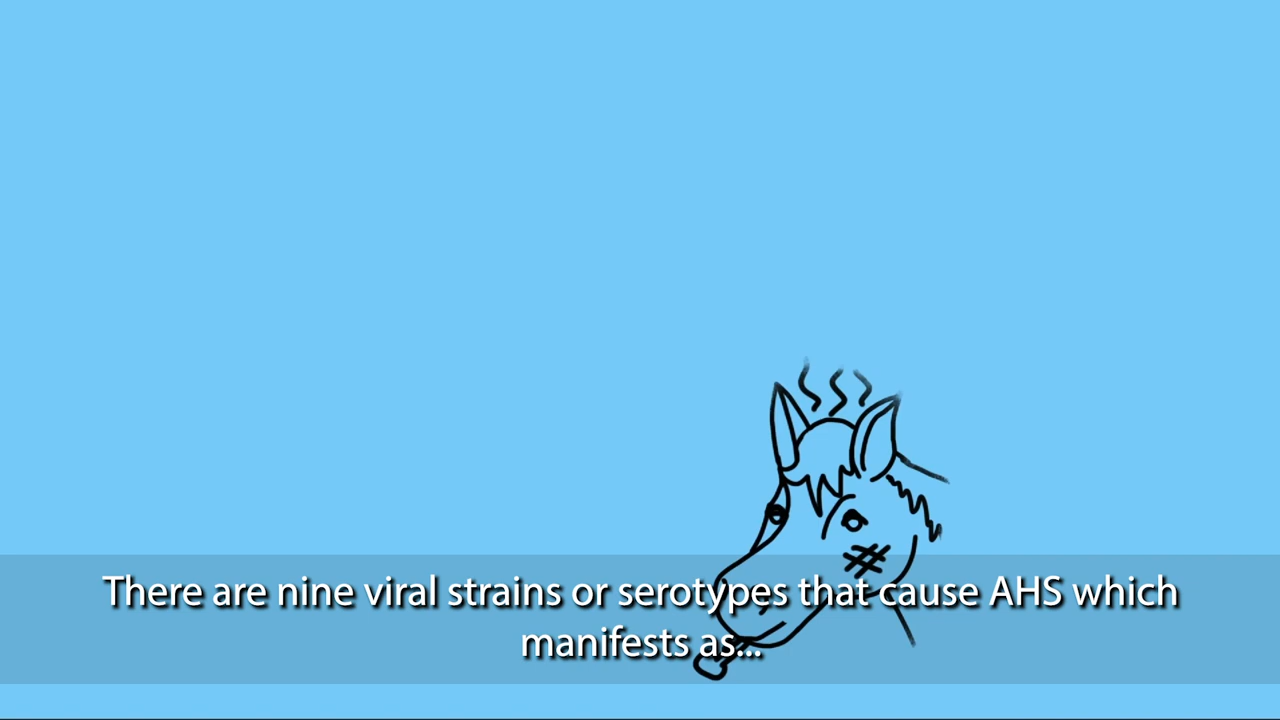 There are nine viral strains or serotypes that cause AHS which
manifests as...